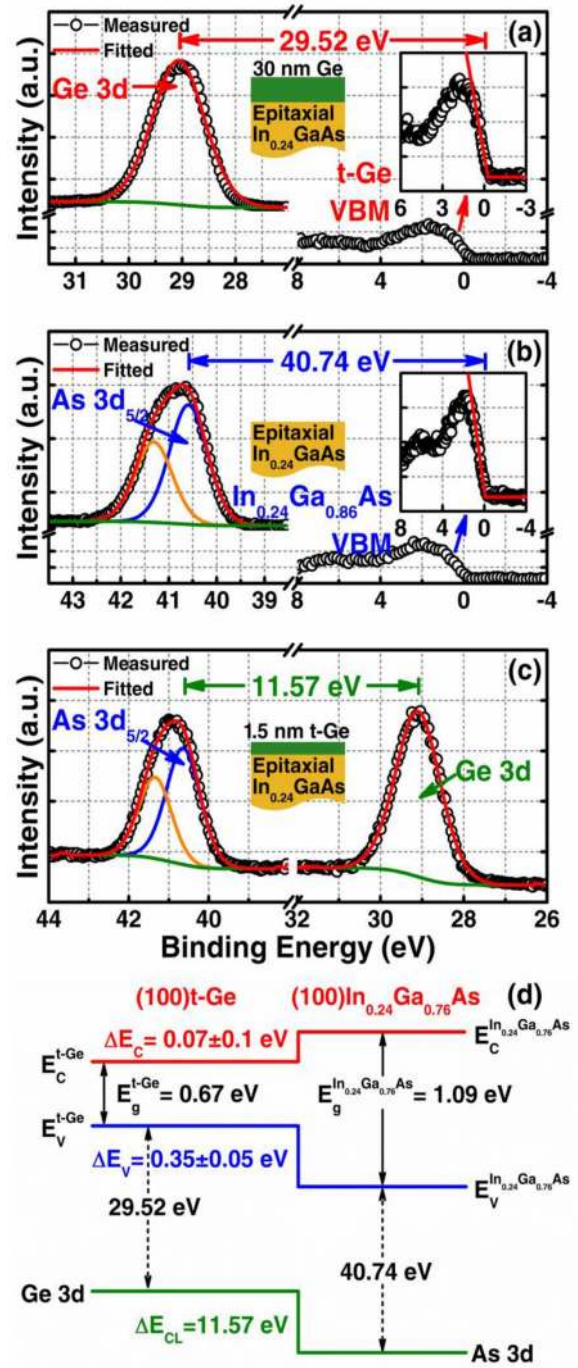 Measured
Fitted
29.52 eV
(a)
Ge 3d
30 nm Ge
Epitaxial
In0.24GaAs
t-Ge
VBM
6 3 0 -3
Intensity (a.u.)
31 30 29 28 27 8 4 0 -4
Measured
Fitted
40.74 eV
(b)
As 3d5/2
Epitaxial
In0.24GaAs
In0.24Ga0.86As
VBM
8 6 4 2 0 -2 -4
Intensity (a.u.)
43 42 41 40 39 8 4 0 -4
Measured
Fitted
11.57 eV
(c)
As 3d5/2
1.5 nm t-Ge
Epitaxial
In0.24GaAs
Ge 3d
Intensity (a.u.)
44 42 40 32 30 28 26
Binding Energy (eV)
(100)t-Ge (100)In0.24Ga0.76As (d)
ΔEC = 0.07±0.1 eV
ECt-Ge
ECIn0.24Ga0.76As
Egt-Ge = 0.67 eV
EgIn0.24Ga0.76As = 1.09 eV
EVt-Ge
ΔEV = 0.35±0.05 eV
EVIn0.24Ga0.76As
29.52 eV
40.74 eV
Ge 3d
ΔECL = 11.57 eV
As 3d